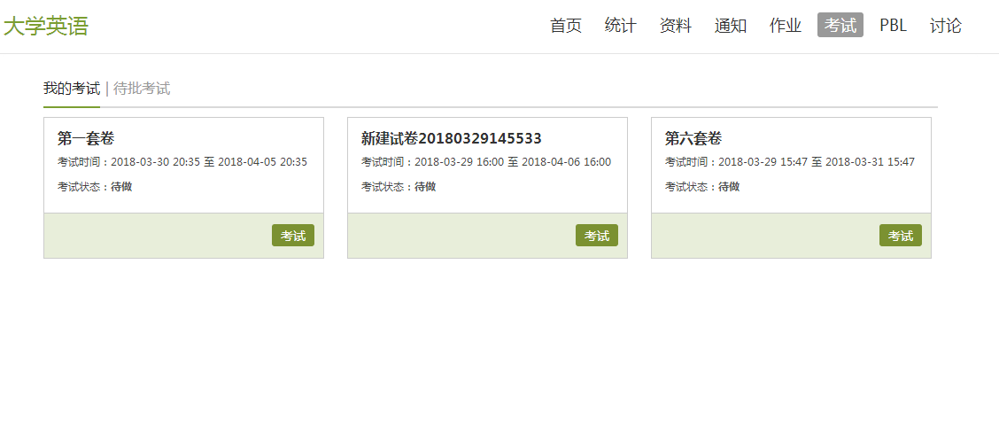 大学英语
首页 统计 资料 通知 作业 考试 PBL 讨论
我的考试 | 待批考试
第一套卷
考试时间：2018-03-30 20:35 至 2018-04-05 20:35
考试状态：待做
考试
新建试卷20180329145533
考试时间：2018-03-29 16:00 至 2018-04-06 16:00
考试状态：待做
考试
第六套卷
考试时间：2018-03-29 15:47 至 2018-03-31 15:47
考试状态：待做
考试